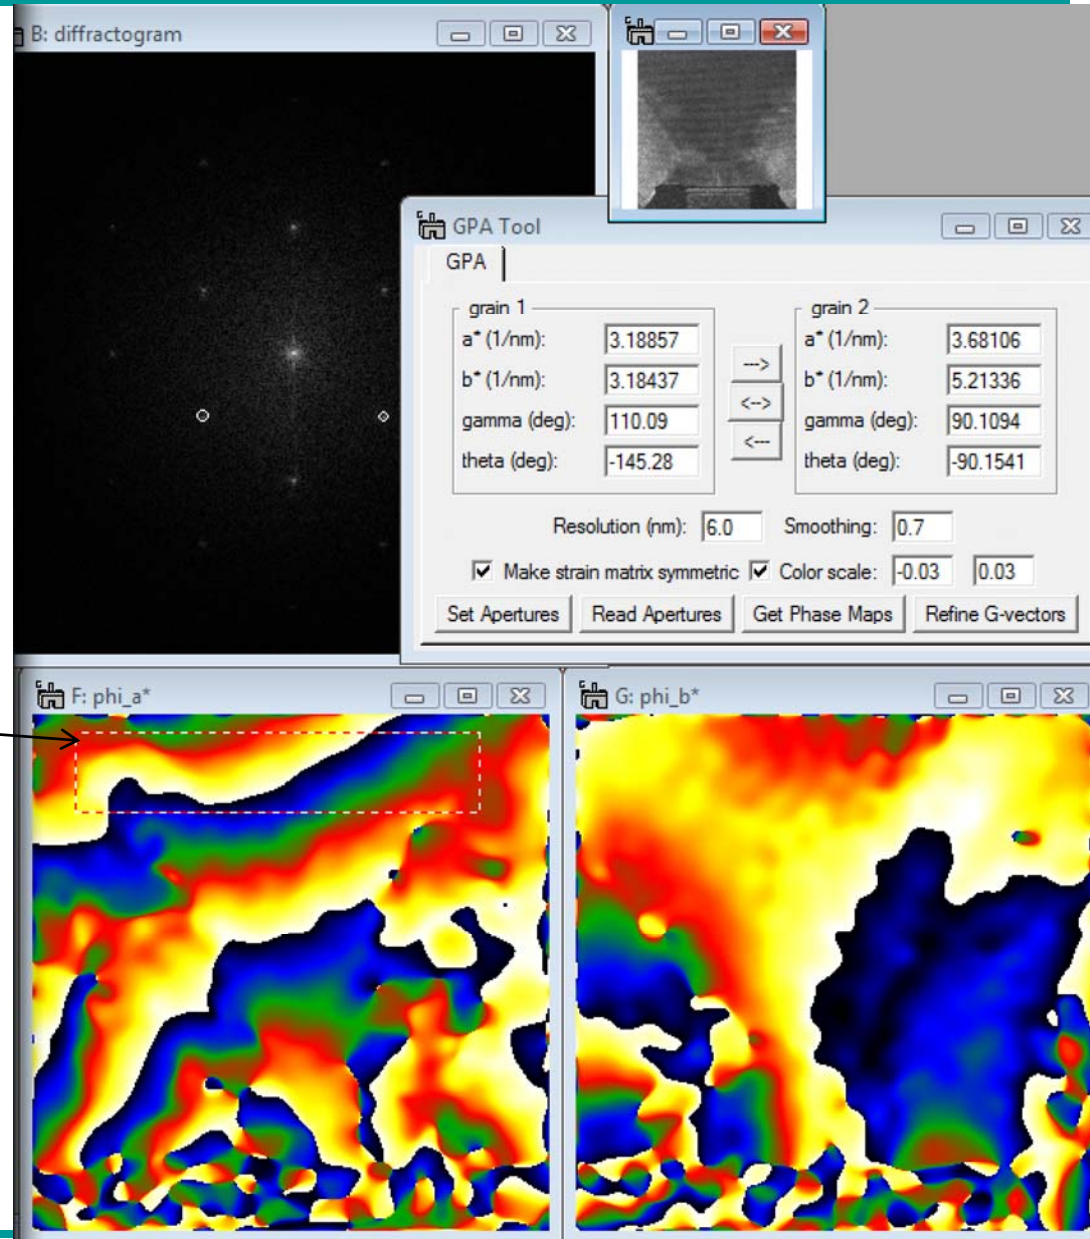 B: diffractogram
GPA Tool
GPA
grain 1
a* (1/nm): 3.18857
b* (1/nm): 3.18437
gamma (deg): 110.09
theta (deg): -145.28
--->
<-->
<---
grain 2
a* (1/nm): 3.68106
b* (1/nm): 5.21336
gamma (deg): 90.1094
theta (deg): -90.1541
Resolution (nm): 6.0 Smoothing: 0.7
Make strain matrix symmetric Color scale: -0.03 0.03
Set Apertures Read Apertures Get Phase Maps Refine G-vectors
F: phi_a*
G: phi_b*